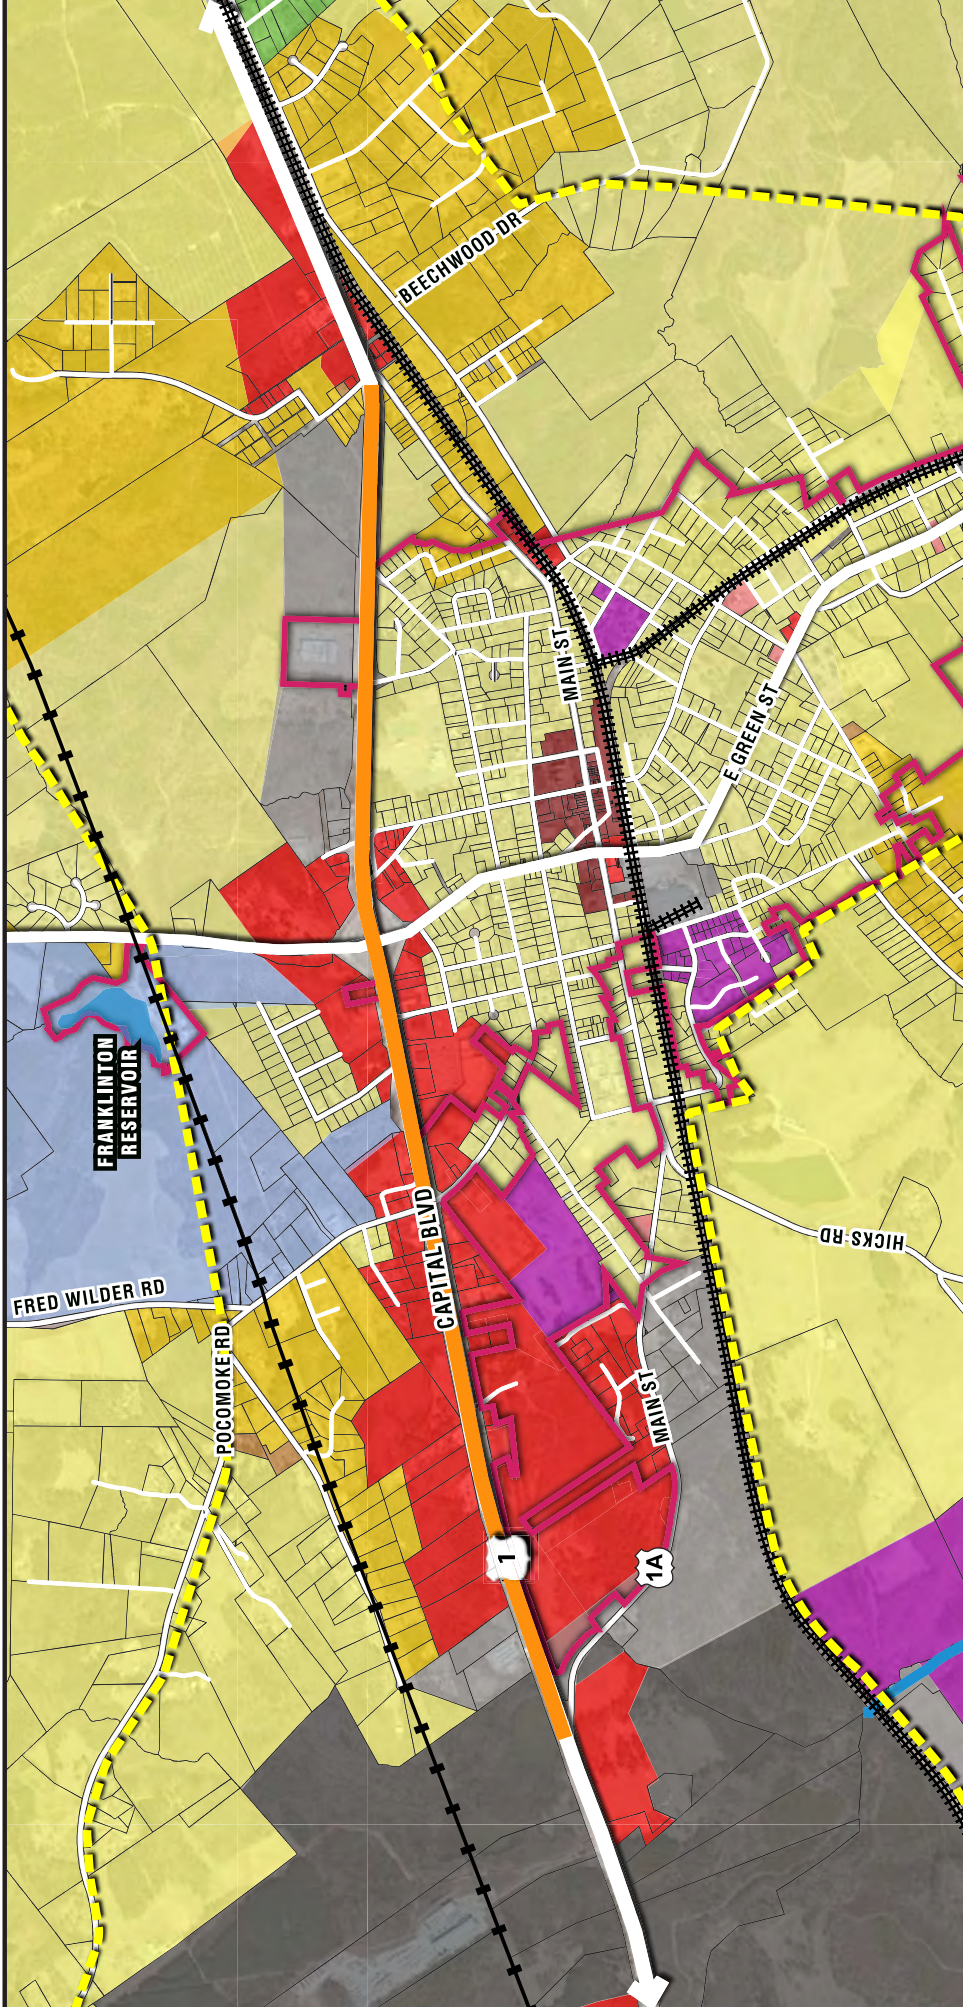 BEECHWOOD DR
MAIN ST
E GREEN ST
FRANKLINTON
RESERVOIR
CAPITAL BLVD
HICKS RD
FRED WILDER RD
POCOMOKE RD
MAIN ST
1
1A